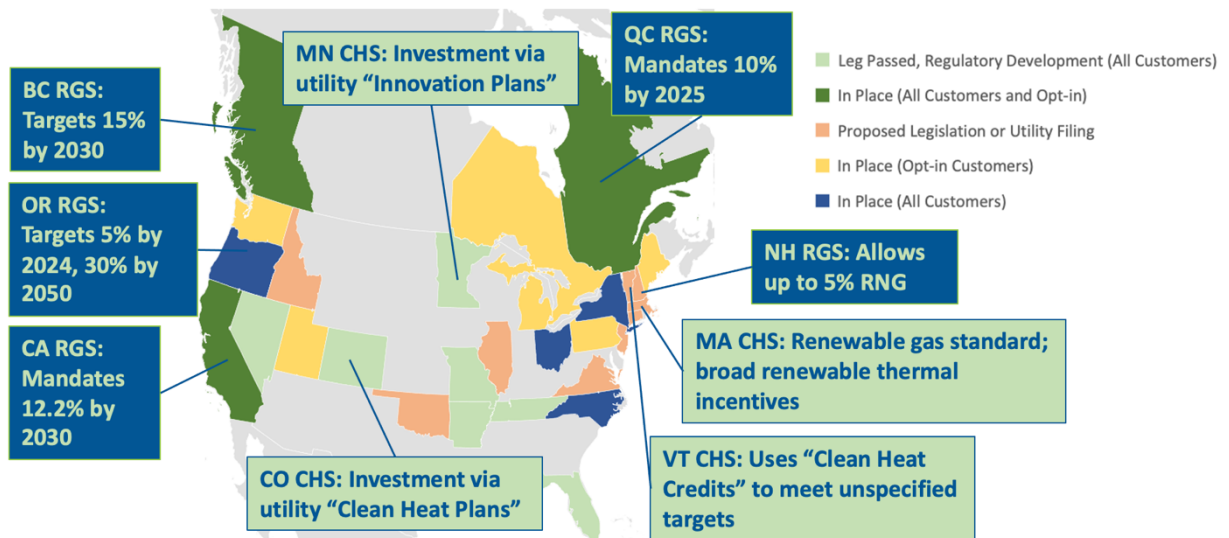 MN CHS: Investment via
utility “Innovation Plans”
QC RGS:
Mandates 10%
by 2025
Leg Passed, Regulatory Development (All Customers)
In Place (All Customers and Opt-in)
Proposed Legislation or Utility Filing
In Place (Opt-in Customers)
In Place (All Customers)
BC RGS:
Targets 15%
by 2030
OR RGS:
Targets 5% by
2024, 30% by
2050
NH RGS: Allows
up to 5% RNG
CA RGS:
Mandates
12.2% by
2030
MA CHS: Renewable gas standard;
broad renewable thermal
incentives
CO CHS: Investment via
utility “Clean Heat Plans”
VT CHS: Uses “Clean Heat
Credits” to meet unspecified
targets